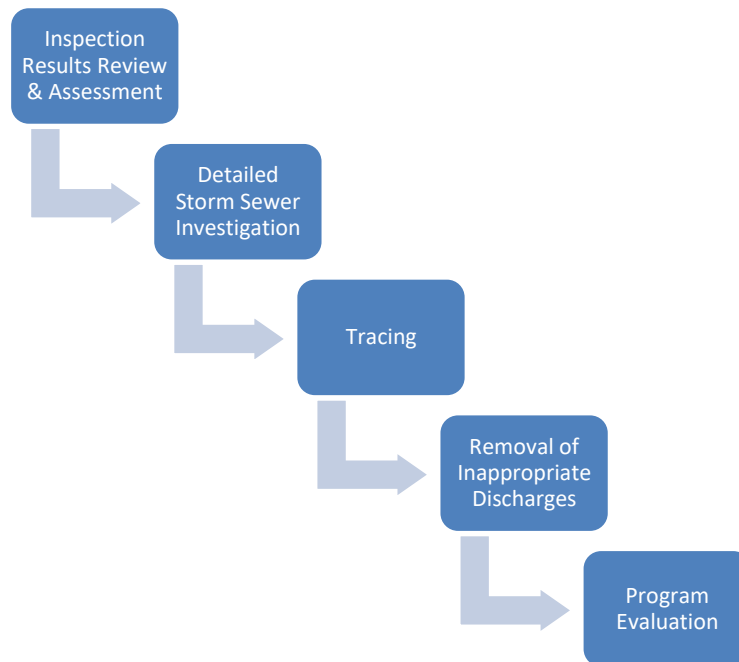 Inspection
Results Review
& Assessment
Detailed
Storm Sewer
Investigation
Tracing
Removal of
Inappropriate
Discharges
Program
Evaluation